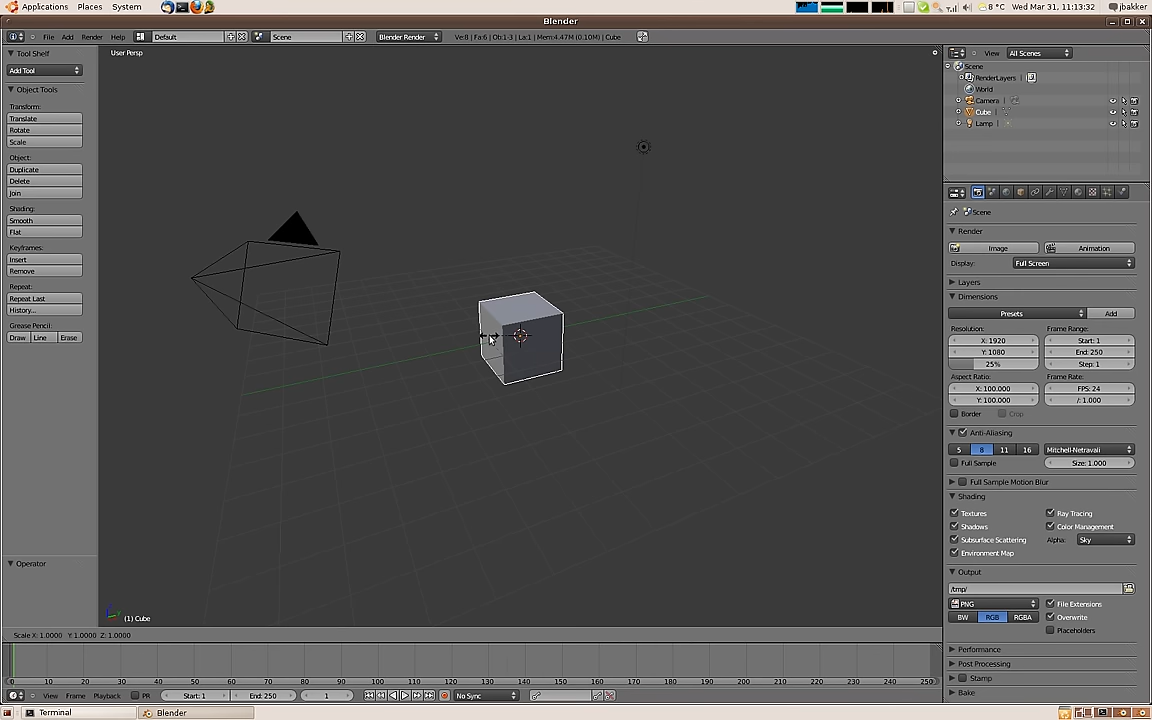 Applications Places System
8 °C Wed Mar 31, 11:13:32 jbakker
Blender
File Add Render Help Default Scene Blender Render Ve:8 | Fa:6 | Ob:1-3 | La:1 | Mem:4.47M (0.10M) | Cube
Tool Shelf
Add Tool
Object Tools
Transform:
Translate
Rotate
Scale
Object:
Duplicate
Delete
Join
Shading:
Smooth
Flat
Keyframes:
Insert
Remove
Repeat:
Repeat Last
History...
Grease Pencil:
Draw Line Erase
Operator
User Persp
(1) Cube
Scale X: 1.0000 Y: 1.0000 Z: 1.0000
0 10 20 30 40 50 60 70 80 90 100 110 120 130 140 150 160 170 180 190 200 210 220 230 240 250
View Frame Playback PR Start: 1 End: 250 1 No Sync
View All Scenes
Scene
RenderLayers
World
Camera
Cube
Lamp
Scene
Render
Image Animation
Display: Full Screen
Layers
Dimensions
Presets Add
Resolution: Frame Range:
X: 1920 Start: 1
Y: 1080 End: 250
25% Step: 1
Aspect Ratio: Frame Rate:
X: 100.000 FPS: 24
Y: 100.000 /: 1.000
Border Crop
Anti-Aliasing
5 8 11 16 Mitchell-Netravali
Full Sample Size: 1.000
Full Sample Motion Blur
Shading
Textures Ray Tracing
Shadows Color Management
Subsurface Scattering Alpha: Sky
Environment Map
Output
/tmp/
PNG File Extensions
BW RGB RGBA Overwrite
Placeholders
Performance
Post Processing
Stamp
Bake
Terminal Blender